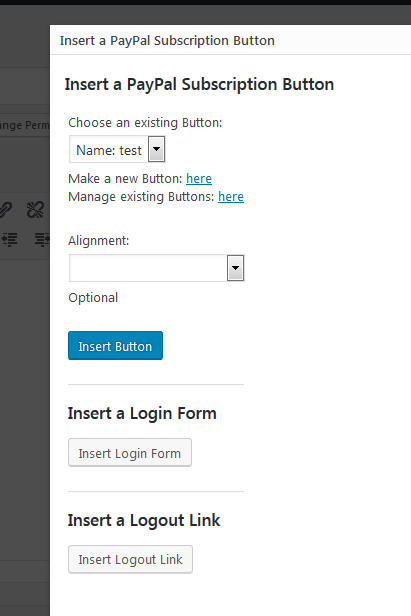 Insert a PayPal Subscription Button
Insert a PayPal Subscription Button
Choose an existing Button:
Name: test
Make a new Button: here
Manage existing Buttons: here
ange Perm
Alignment:
Optional
Insert Button
Insert a Login Form
Insert Login Form
Insert a Logout Link
Insert Logout Link